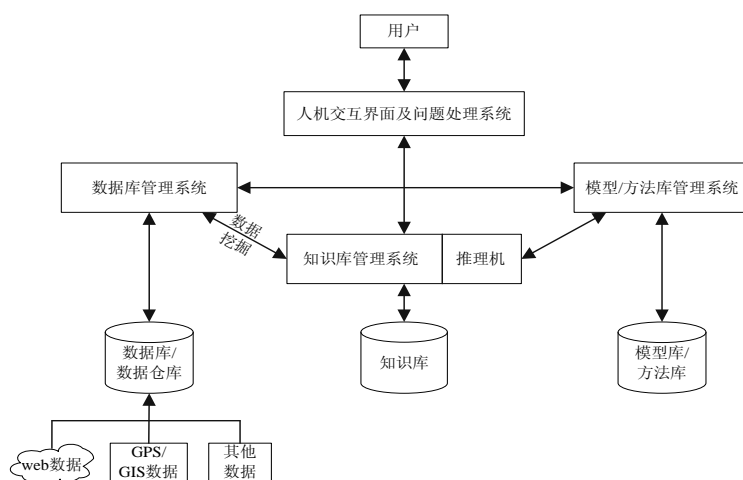 用户
人机交互界面及问题处理系统
数据库管理系统
模型/方法库管理系统
数据
挖掘
知识库管理系统
推理机
数据库/
数据仓库
知识库
模型库/
方法库
web数据
GPS/
GIS数据
其他
数据